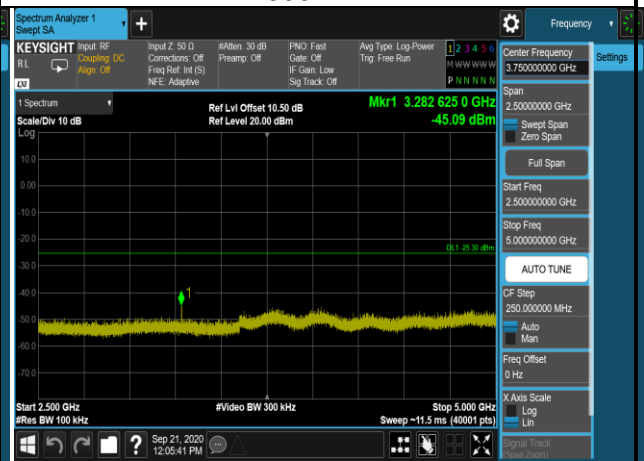 Spectrum Analyzer 1
Swept SA
Frequency
KEYSIGHT
RL
LXI
Input: RF
Coupling: DC
Align: Off
Input Z: 50 Ω
Corrections: Off
Freq Ref: Int (S)
NFE: Adaptive
#Atten: 30 dB
Preamp: Off
PNO: Fast
Gate: Off
IF Gain: Low
Sig Track: Off
Avg Type: Log-Power
Trig: Free Run
1 2 3 4 5 6
M W W W W W
P N N N N N
1 Spectrum
Scale/Div 10 dB
Log
Ref Lvl Offset 10.50 dB
Ref Level 20.00 dBm
Mkr1 3.282 625 0 GHz
-45.09 dBm
10.0
0.00
-10.0
-20.0
DL1 -25.30 dBm
-30.0
-40.0
1
-50.0
-60.0
-70.0
Start 2.500 GHz
#Res BW 100 kHz
#Video BW 300 kHz
Stop 5.000 GHz
Sweep ~11.5 ms (40001 pts)
Sep 21, 2020
12:05:41 PM
Center Frequency
3.750000000 GHz
Settings
Span
2.50000000 GHz
Swept Span
Zero Span
Full Span
Start Freq
2.500000000 GHz
Stop Freq
5.000000000 GHz
AUTO TUNE
CF Step
250.000000 MHz
Auto
Man
Freq Offset
0 Hz
X Axis Scale
Log
Lin
Signal Track
(Span Zoom)